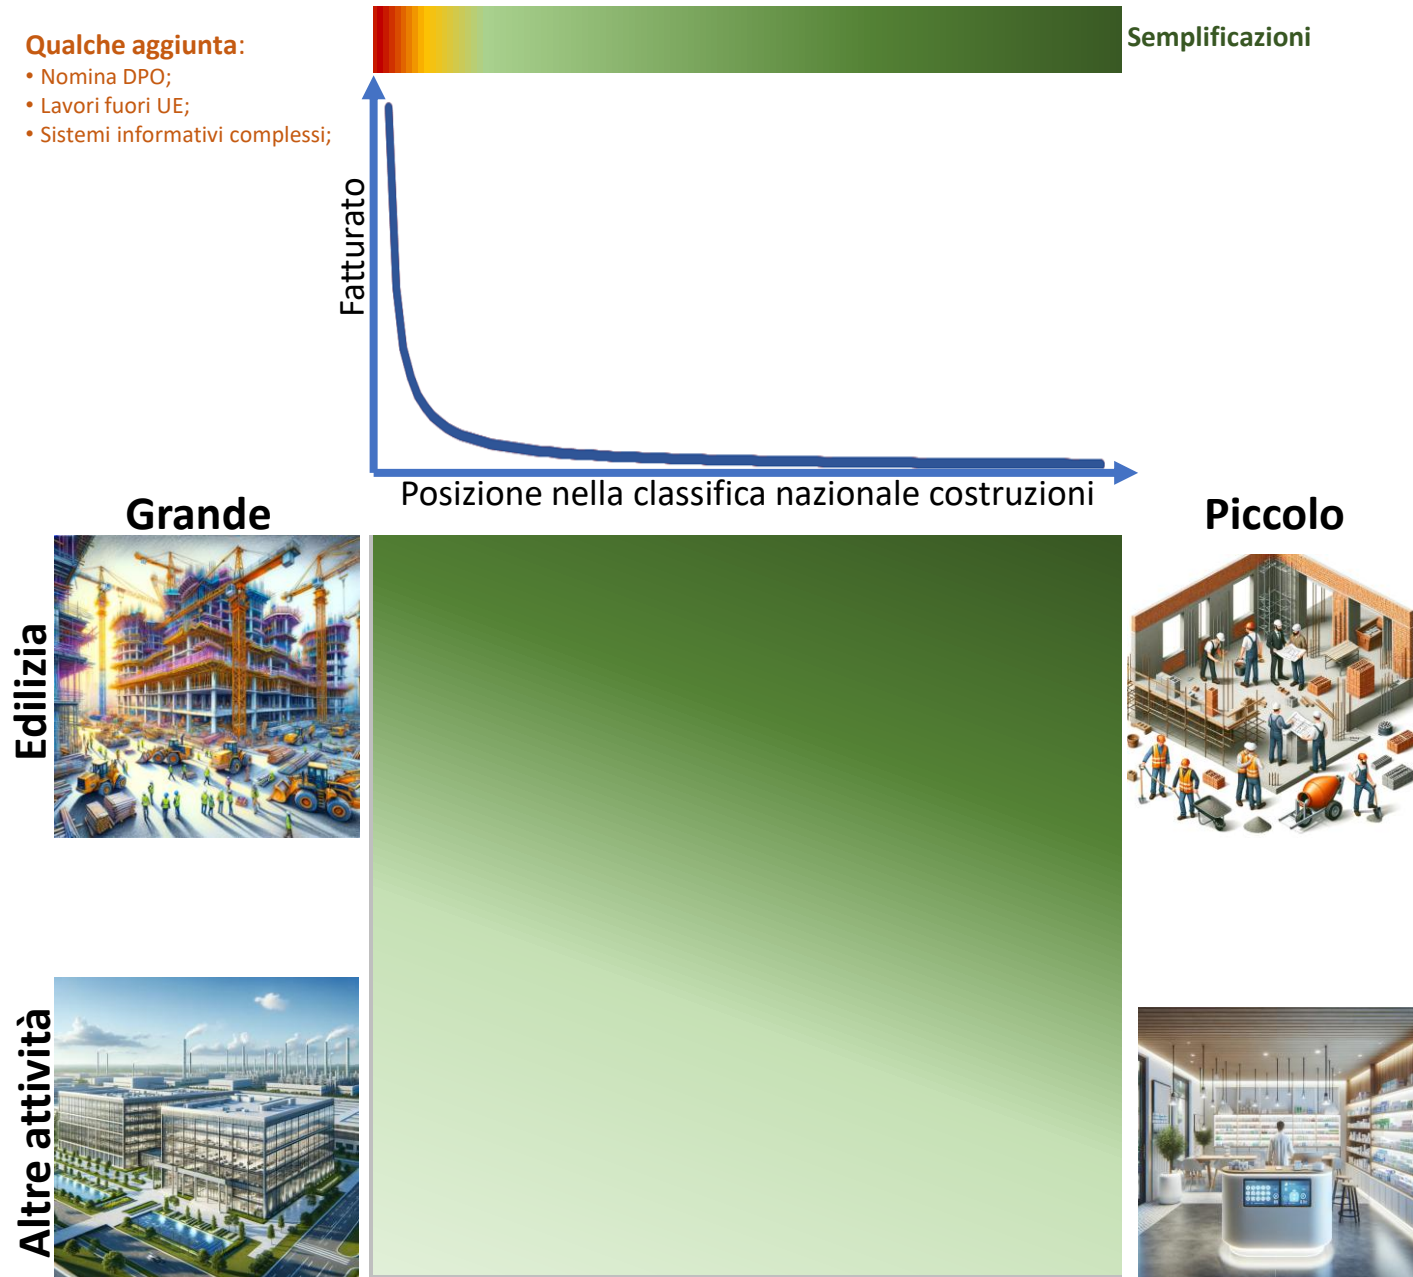 Qualche aggiunta:
• Nomina DPO;
• Lavori fuori UE;
• Sistemi informativi complessi;
Semplificazioni
Fatturato
Posizione nella classifica nazionale costruzioni
Grande
Piccolo
Edilizia
Altre attività